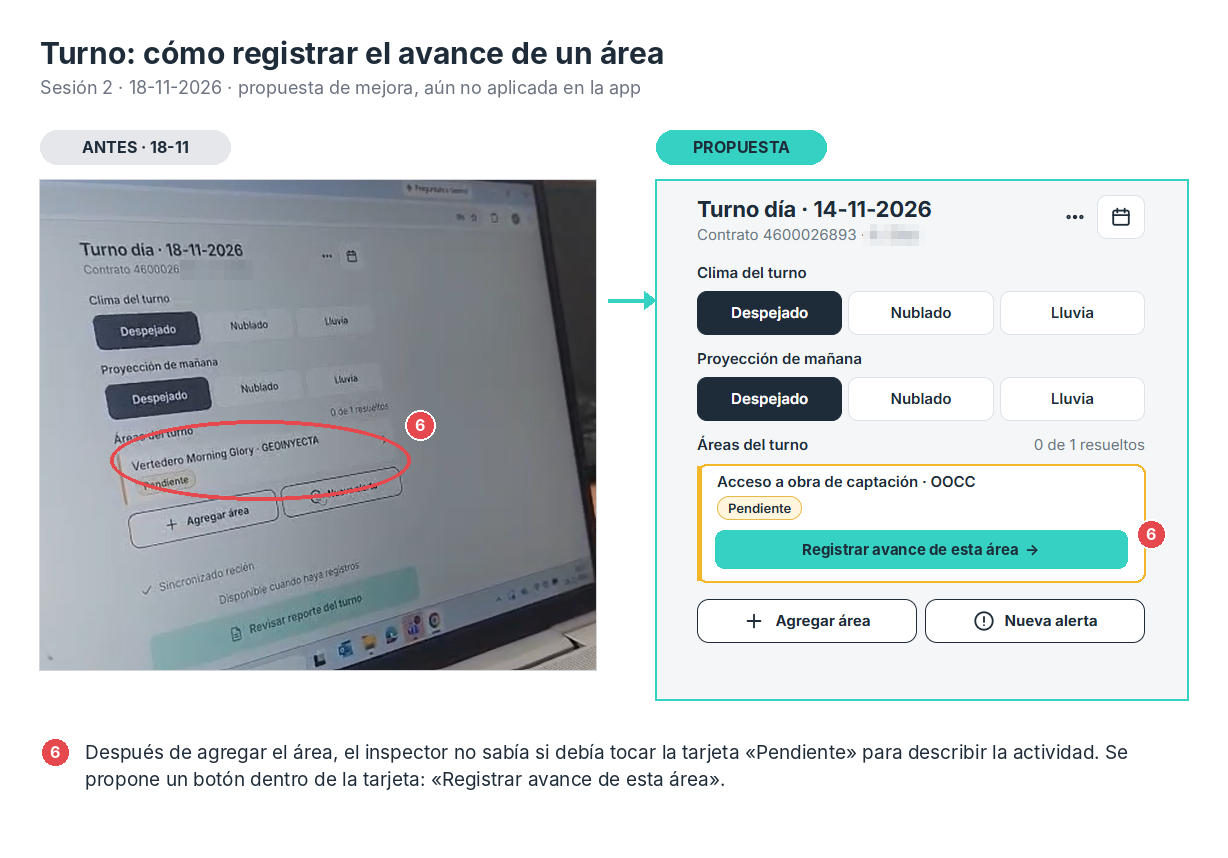 Turno: cómo registrar el avance de un área
Sesión 2 · 18-11-2026 · propuesta de mejora, aún no aplicada en la app
ANTES · 18-11
PROPUESTA
Turno día · 18-11-2026
Contrato 4600026
Clima del turno
Despejado
Nublado
Lluvia
Proyección de mañana
Despejado
Nublado
Lluvia
0 de 1 resueltos
Áreas del turno
6
Vertedero Morning Glory · GEOINYECTA
Pendiente
Agregar área
Nueva alerta
Sincronizado recién
Disponible cuando haya registros
Revisar reporte del turno
Turno día · 14-11-2026
Contrato 4600026893 ·
Clima del turno
Despejado
Nublado
Lluvia
Proyección de mañana
Despejado
Nublado
Lluvia
Áreas del turno
0 de 1 resueltos
Acceso a obra de captación · OOCC
Pendiente
6
Registrar avance de esta área →
Agregar área
Nueva alerta
6
Después de agregar el área, el inspector no sabía si debía tocar la tarjeta «Pendiente» para describir la actividad. Se
propone un botón dentro de la tarjeta: «Registrar avance de esta área».